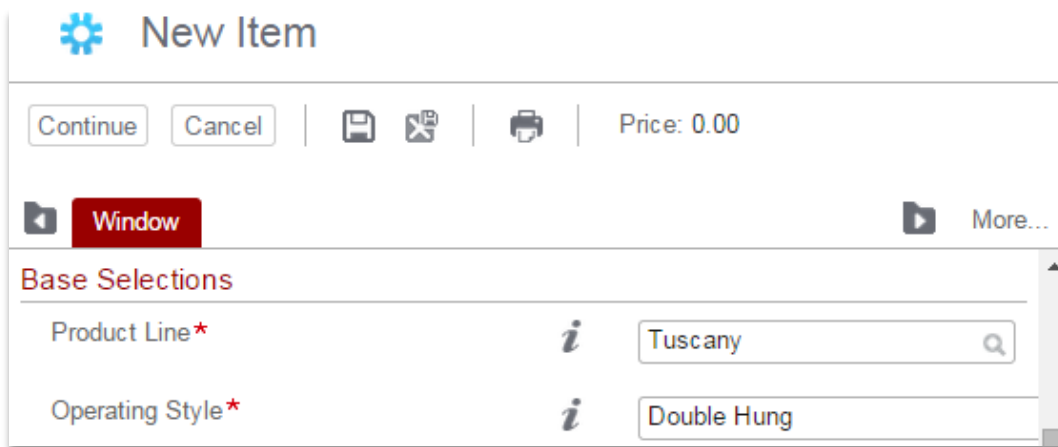 New Item
Continue Cancel Price: 0.00
Window More...
Base Selections
Product Line* i Tuscany
Operating Style* i Double Hung